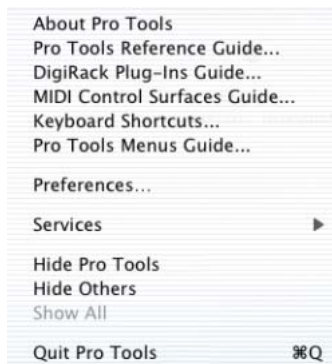 About Pro Tools
Pro Tools Reference Guide...
DigiRack Plug-Ins Guide...
MIDI Control Surfaces Guide...
Keyboard Shortcuts...
Pro Tools Menus Guide...
Preferences...
Services
Hide Pro Tools
Hide Others
Show All
Quit Pro Tools ⌘Q